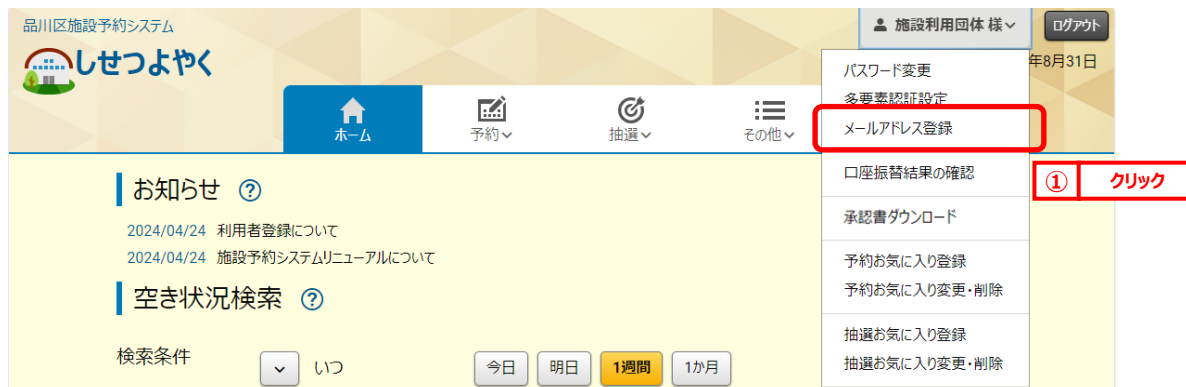 品川区施設予約システム
しせつよやく
施設利用団体 様
ログアウト
年8月31日
ホーム
予約
抽選
その他
パスワード変更
多要素認証設定
メールアドレス登録
口座振替結果の確認
承認書ダウンロード
予約お気に入り登録
予約お気に入り変更・削除
抽選お気に入り登録
抽選お気に入り変更・削除
① クリック
お知らせ ?
2024/04/24 利用者登録について
2024/04/24 施設予約システムリニューアルについて
空き状況検索 ?
検索条件
いつ
今日
明日
1週間
1か月